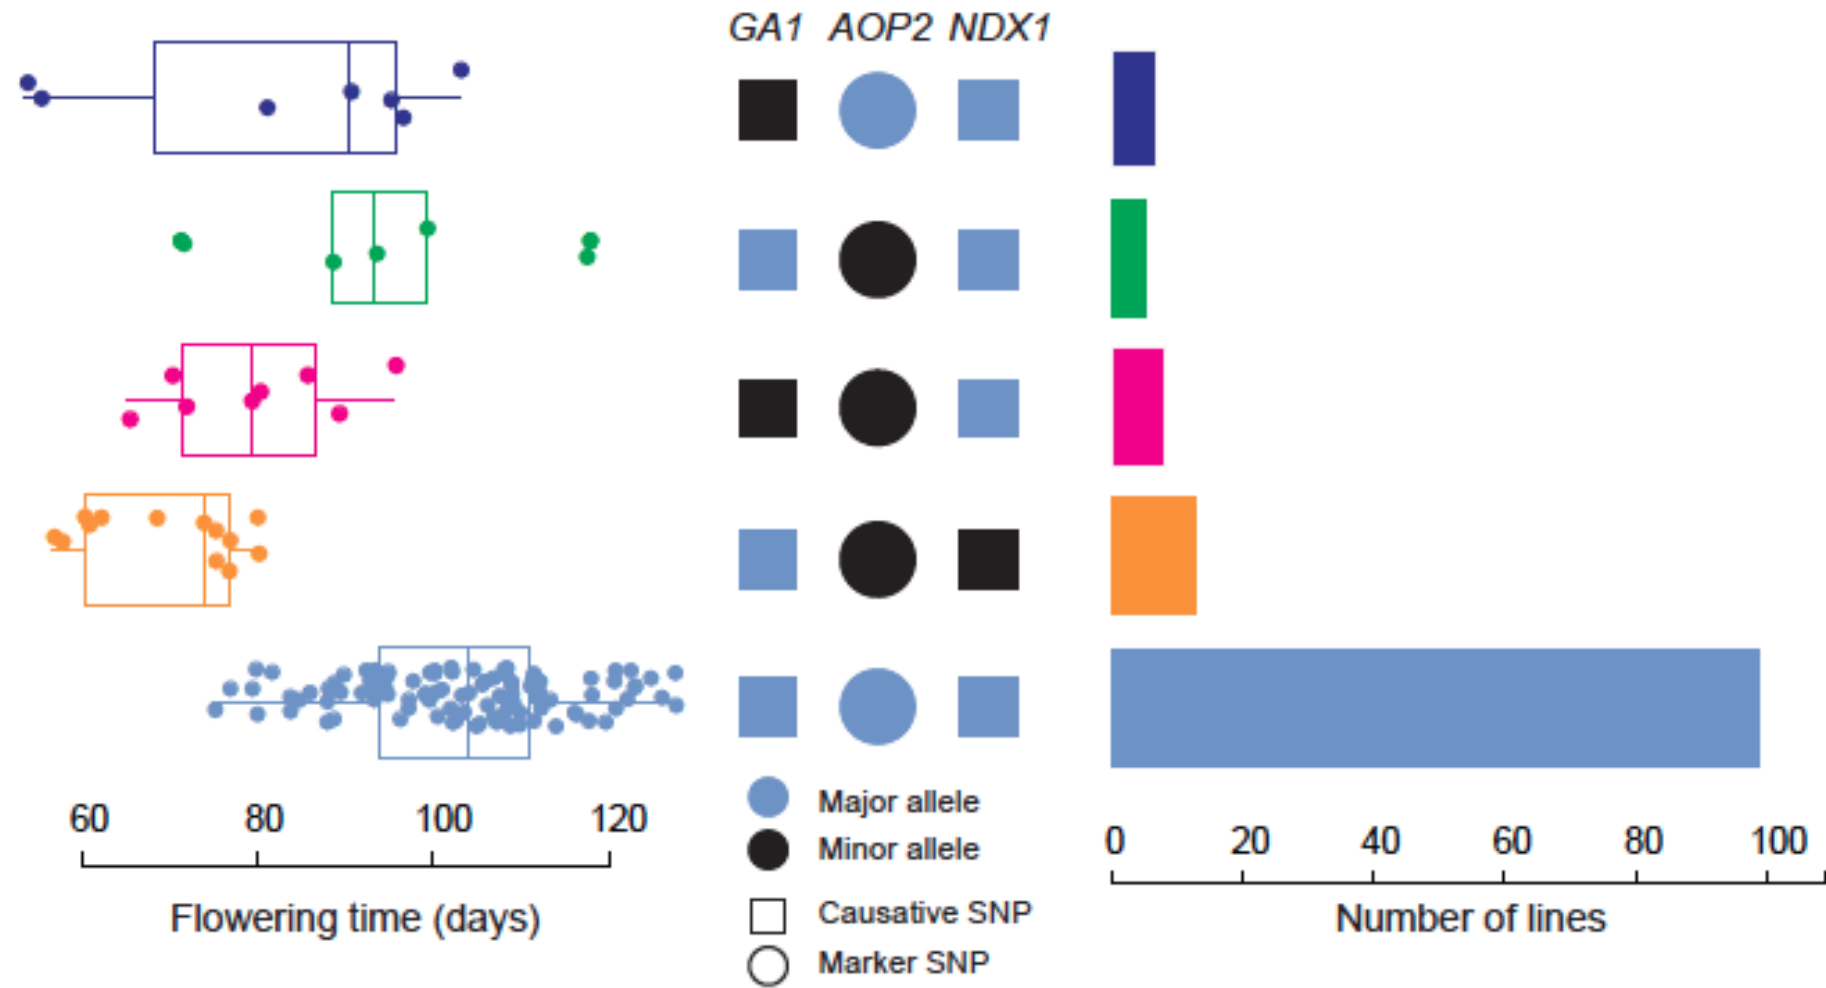 GA1 AOP2 NDX1
Major allele
Minor allele
Causative SNP
Marker SNP
60 80 100 120
Flowering time (days)
0 20 40 60 80 100
Number of lines